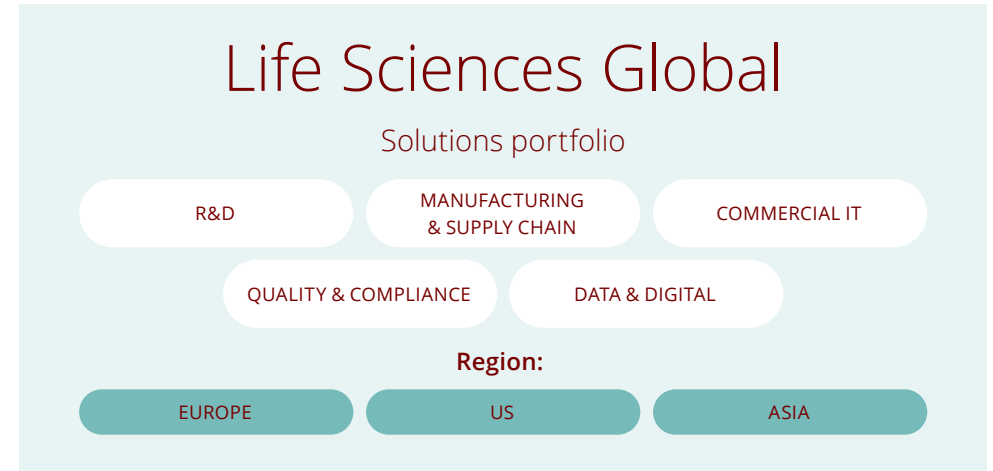 Life Sciences Global
Solutions portfolio
R&D
MANUFACTURING
& SUPPLY CHAIN
COMMERCIAL IT
QUALITY & COMPLIANCE
DATA & DIGITAL
Region:
EUROPE
US
ASIA